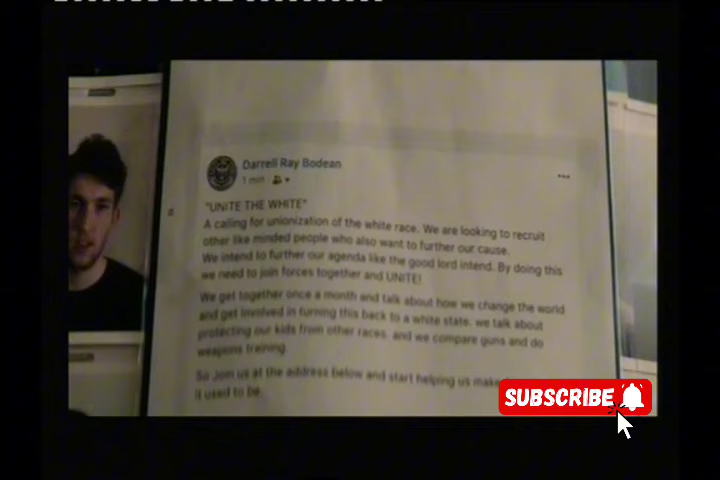 Darrell Ray Bodean
1 min
"UNITE THE WHITE"
A calling for unionization of the white race. We are looking to recruit
other like minded people who also want to further our cause.
We intend to further our agenda like the good lord intend. By doing this
we need to join forces together and UNITE!
We get together once a month and talk about how we change the world
and get involved in turning this back to a white state. we talk about
protecting our kids from other races. and we compare guns and do
weapons training.
So Join us at the address below and start helping us make
it used to be.
SUBSCRIBE